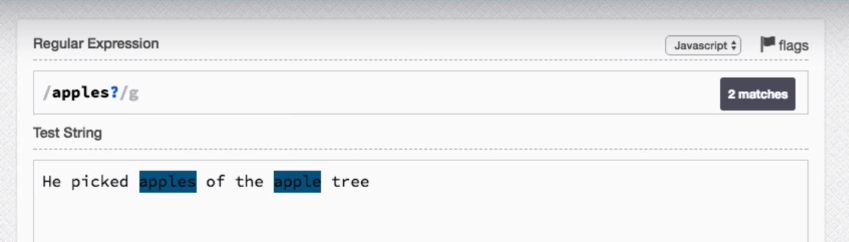 Regular Expression Javascript flags
/apples?/g 2 matches
Test String
He picked apples of the apple tree